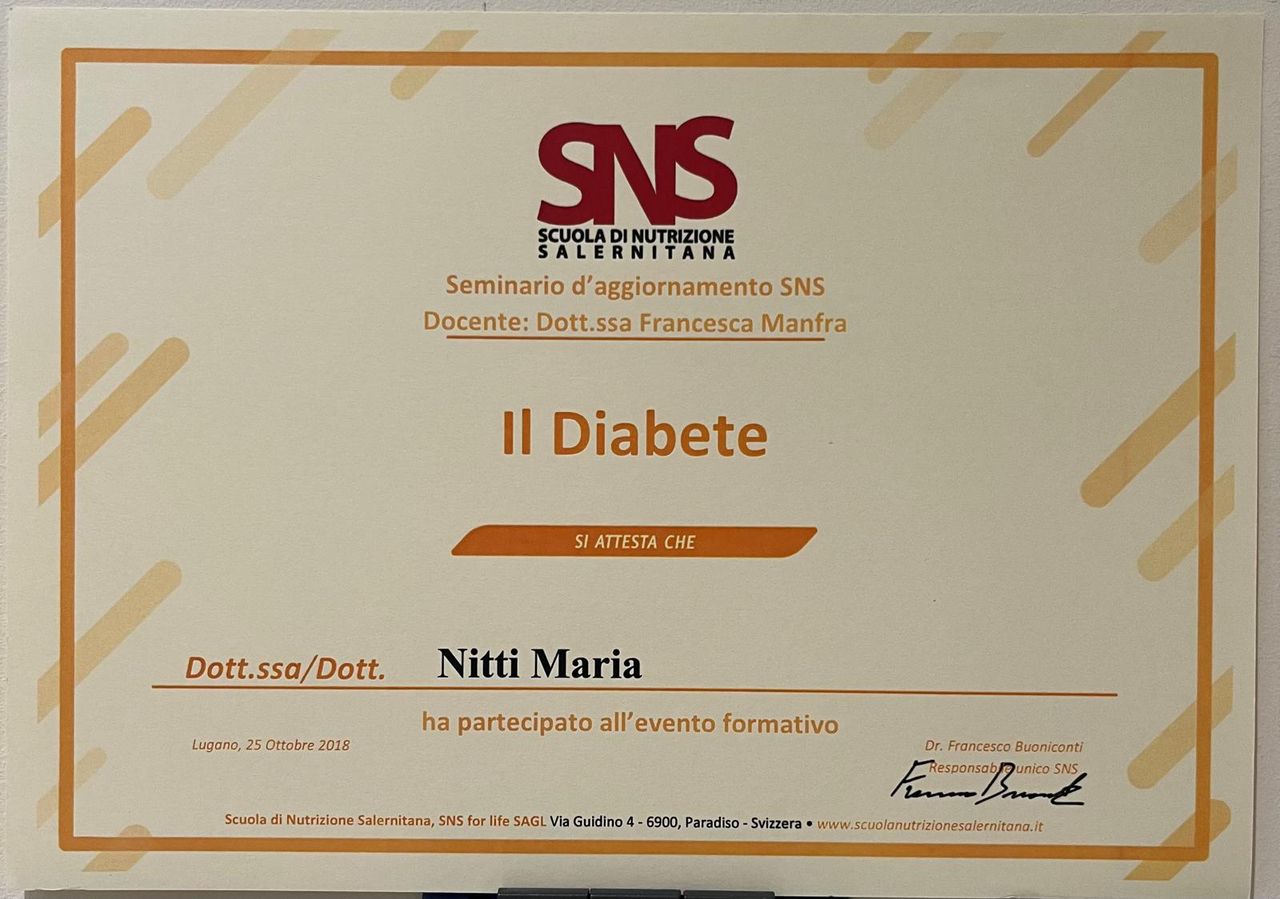 SNS
SCUOLA DI NUTRIZIONE
SALERNITANA
Seminario d'aggiornamento SNS
Docente: Dott.ssa Francesca Manfra
Il Diabete
SI ATTESTA CHE
Dott.ssa/Dott. Nitti Maria
ha partecipato all'evento formativo
Lugano, 25 Ottobre 2018
Dr. Francesco Buoniconti
Responsabile unico SNS
Scuola di Nutrizione Salernitana, SNS for life SAGL Via Guidino 4 - 6900, Paradiso - Svizzera • www.scuolanutrizionesalernitana.it